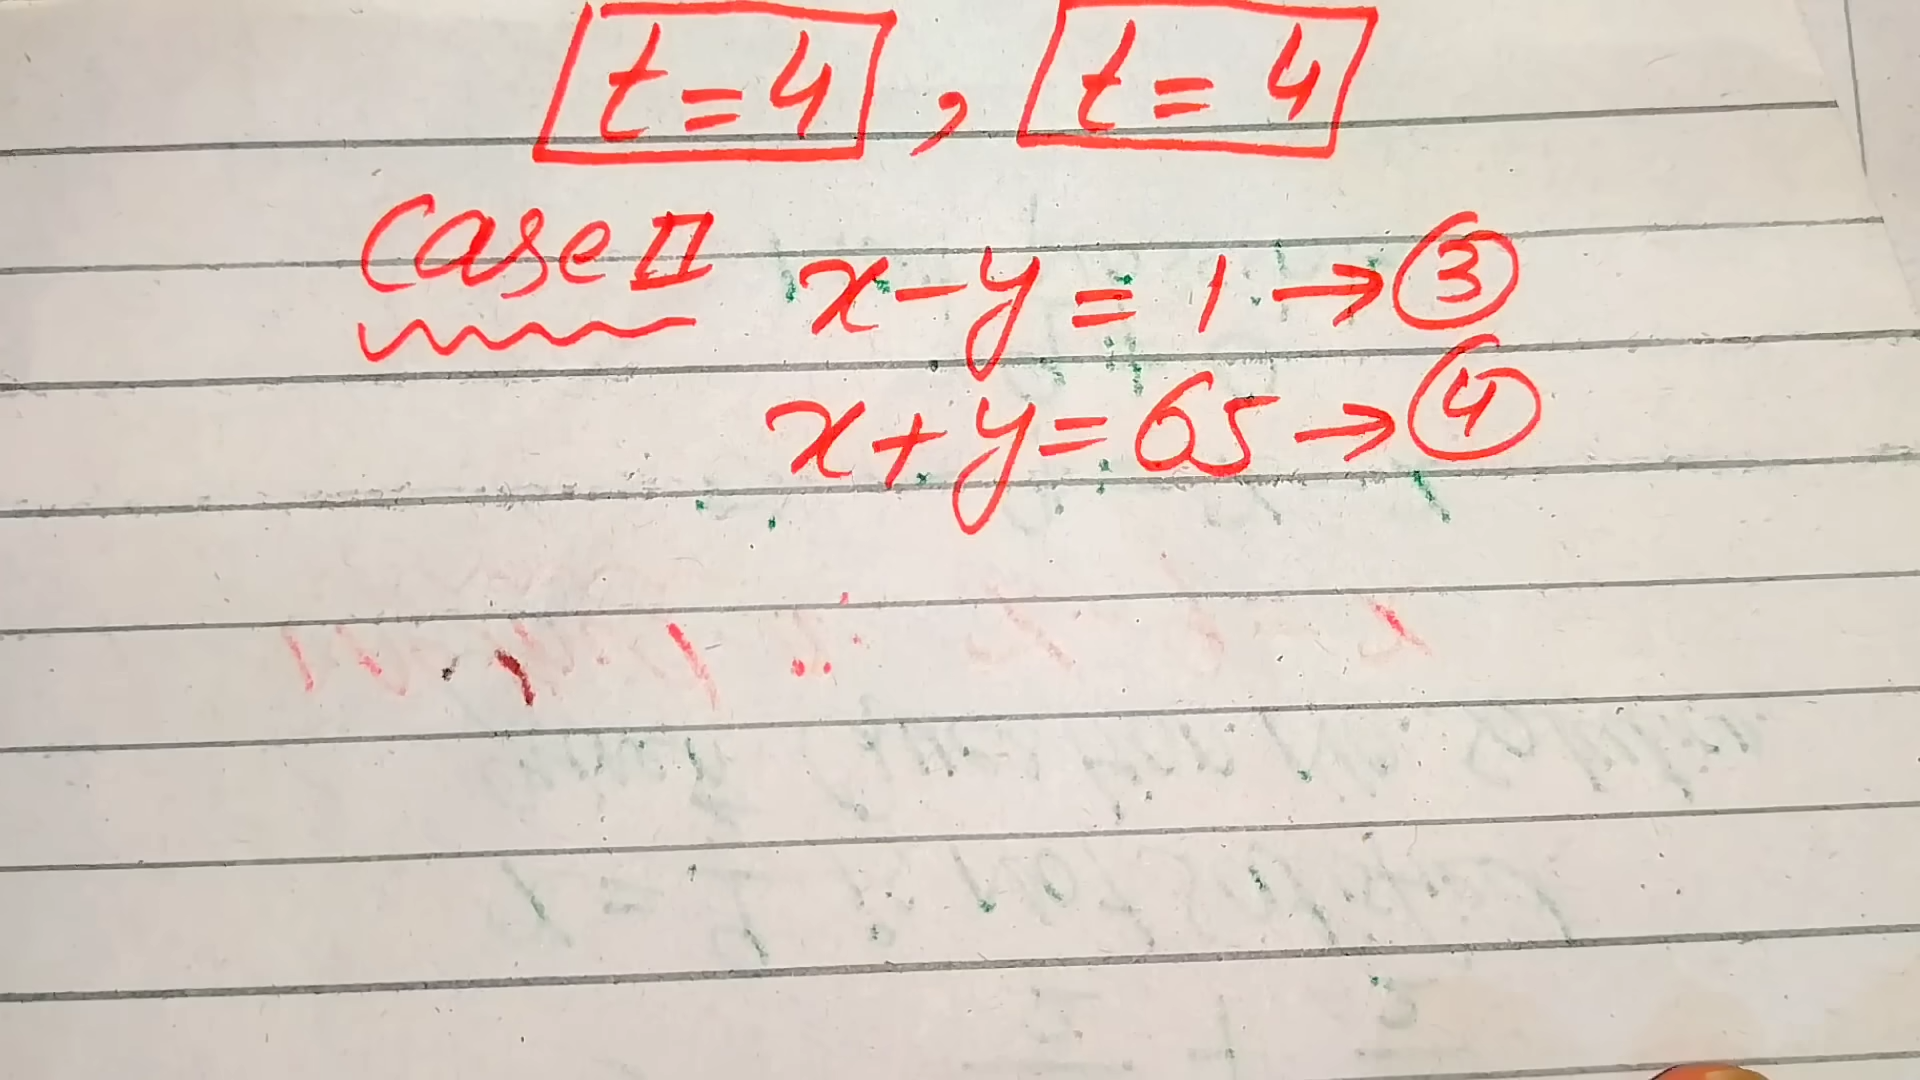 t = 4 , t = 4
Case II x - y = 1 → ③
x + y = 65 → ④